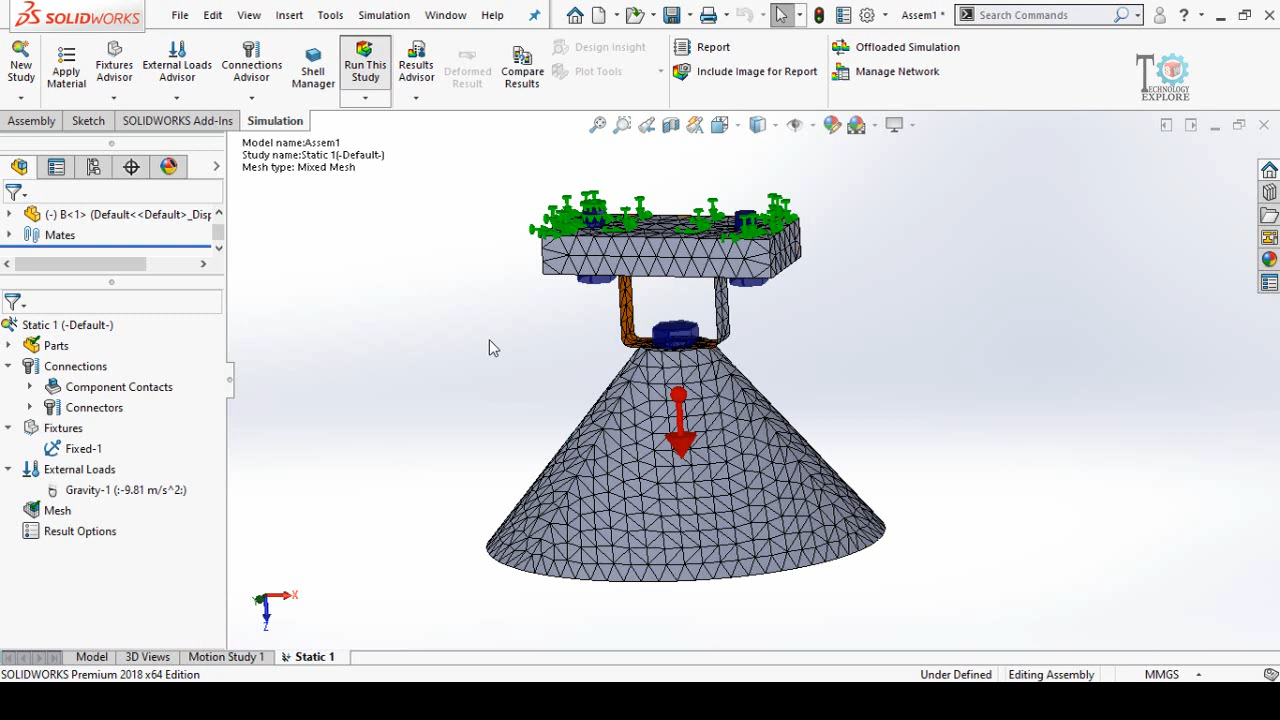 SOLIDWORKS
File Edit View Insert Tools Simulation Window Help
Assem1 *
Search Commands
New Study
Apply Material
Fixtures Advisor
External Loads Advisor
Connections Advisor
Shell Manager
Run This Study
Results Advisor
Deformed Result
Compare Results
Design Insight
Plot Tools
Report
Include Image for Report
Offloaded Simulation
Manage Network
TECHNOLOGY
EXPLORE
Assembly Sketch SOLIDWORKS Add-Ins Simulation
Model name:Assem1
Study name:Static 1(-Default-)
Mesh type: Mixed Mesh
(-) B<1> (Default<<Default>_Disp
Mates
Static 1 (-Default-)
Parts
Connections
Component Contacts
Connectors
Fixtures
Fixed-1
External Loads
Gravity-1 (:-9.81 m/s^2:)
Mesh
Result Options
X
Y
Z
Model 3D Views Motion Study 1 Static 1
SOLIDWORKS Premium 2018 x64 Edition
Under Defined Editing Assembly MMGS